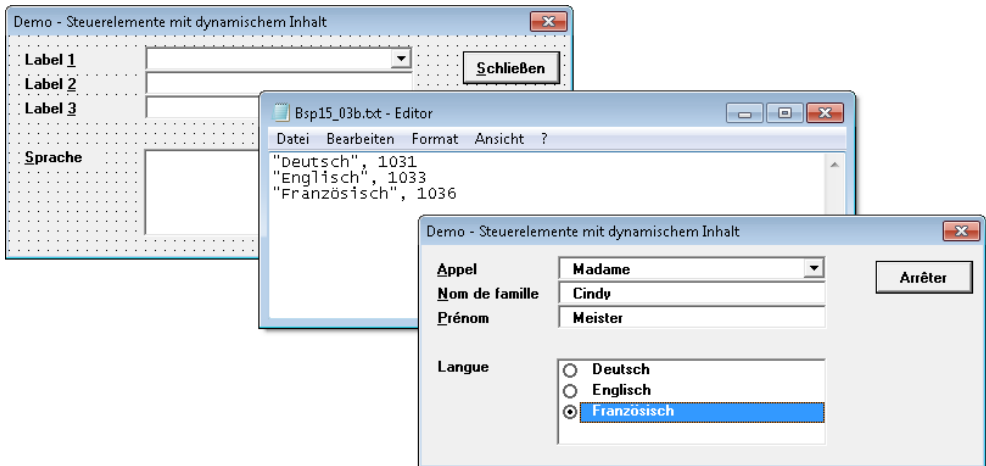 Demo - Steuerelemente mit dynamischem Inhalt
Label 1
Schließen
Label 2
Label 3
Sprache
Bsp15_03b.txt - Editor
Datei Bearbeiten Format Ansicht ?
"Deutsch", 1031
"Englisch", 1033
"Französisch", 1036
Demo - Steuerelemente mit dynamischem Inhalt
Appel Madame
Arrêter
Nom de famille Cindy
Prénom Meister
Langue
Deutsch
Englisch
Französisch